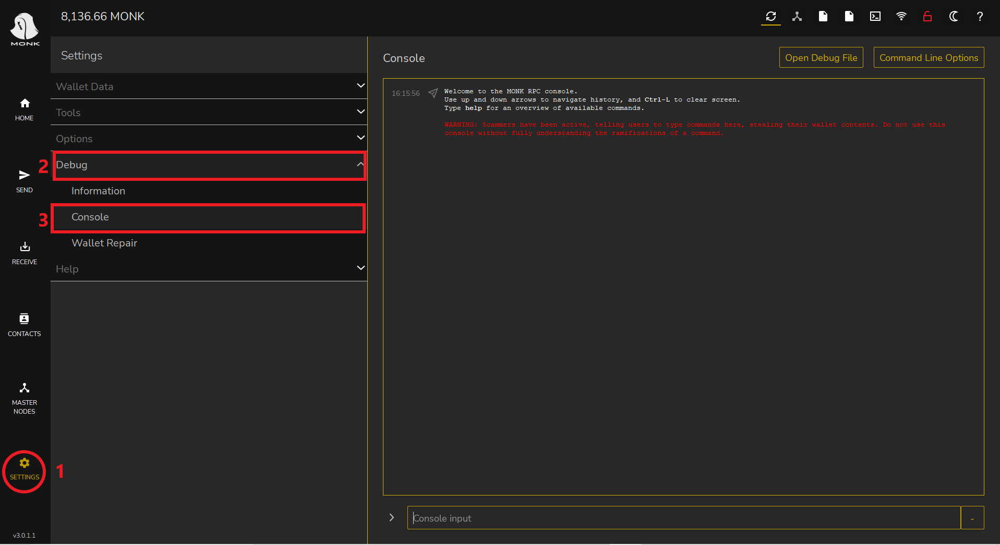 8,136.66 MONK
MONK
Settings
Wallet Data
Tools
Options
2
Debug
Information
3
Console
Wallet Repair
Help
HOME
SEND
RECEIVE
CONTACTS
MASTER
NODES
SETTINGS
1
v3.0.1.1
Console
Open Debug File
Command Line Options
16:15:56
Welcome to the MONK RPC console.
Use up and down arrows to navigate history, and Ctrl-L to clear screen.
Type help for an overview of available commands.
WARNING: Scammers have been active, telling users to type commands here, stealing their wallet contents. Do not use this
console without fully understanding the ramifications of a command.
Console input
-